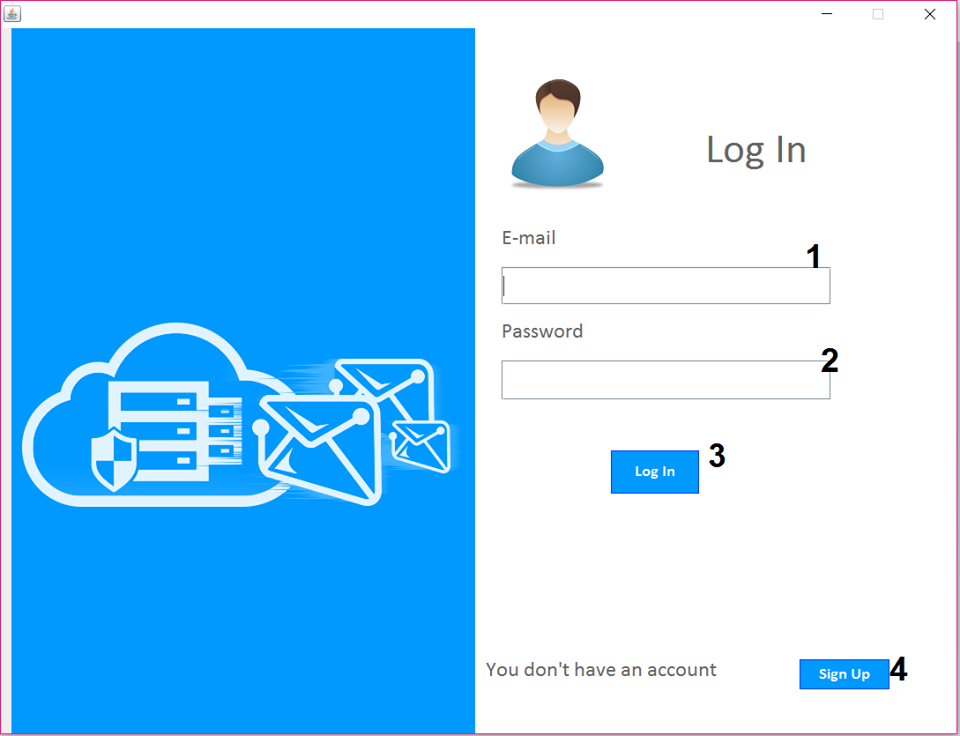 Log In
E-mail
1
Password
2
Log In
3
You don't have an account
Sign Up
4